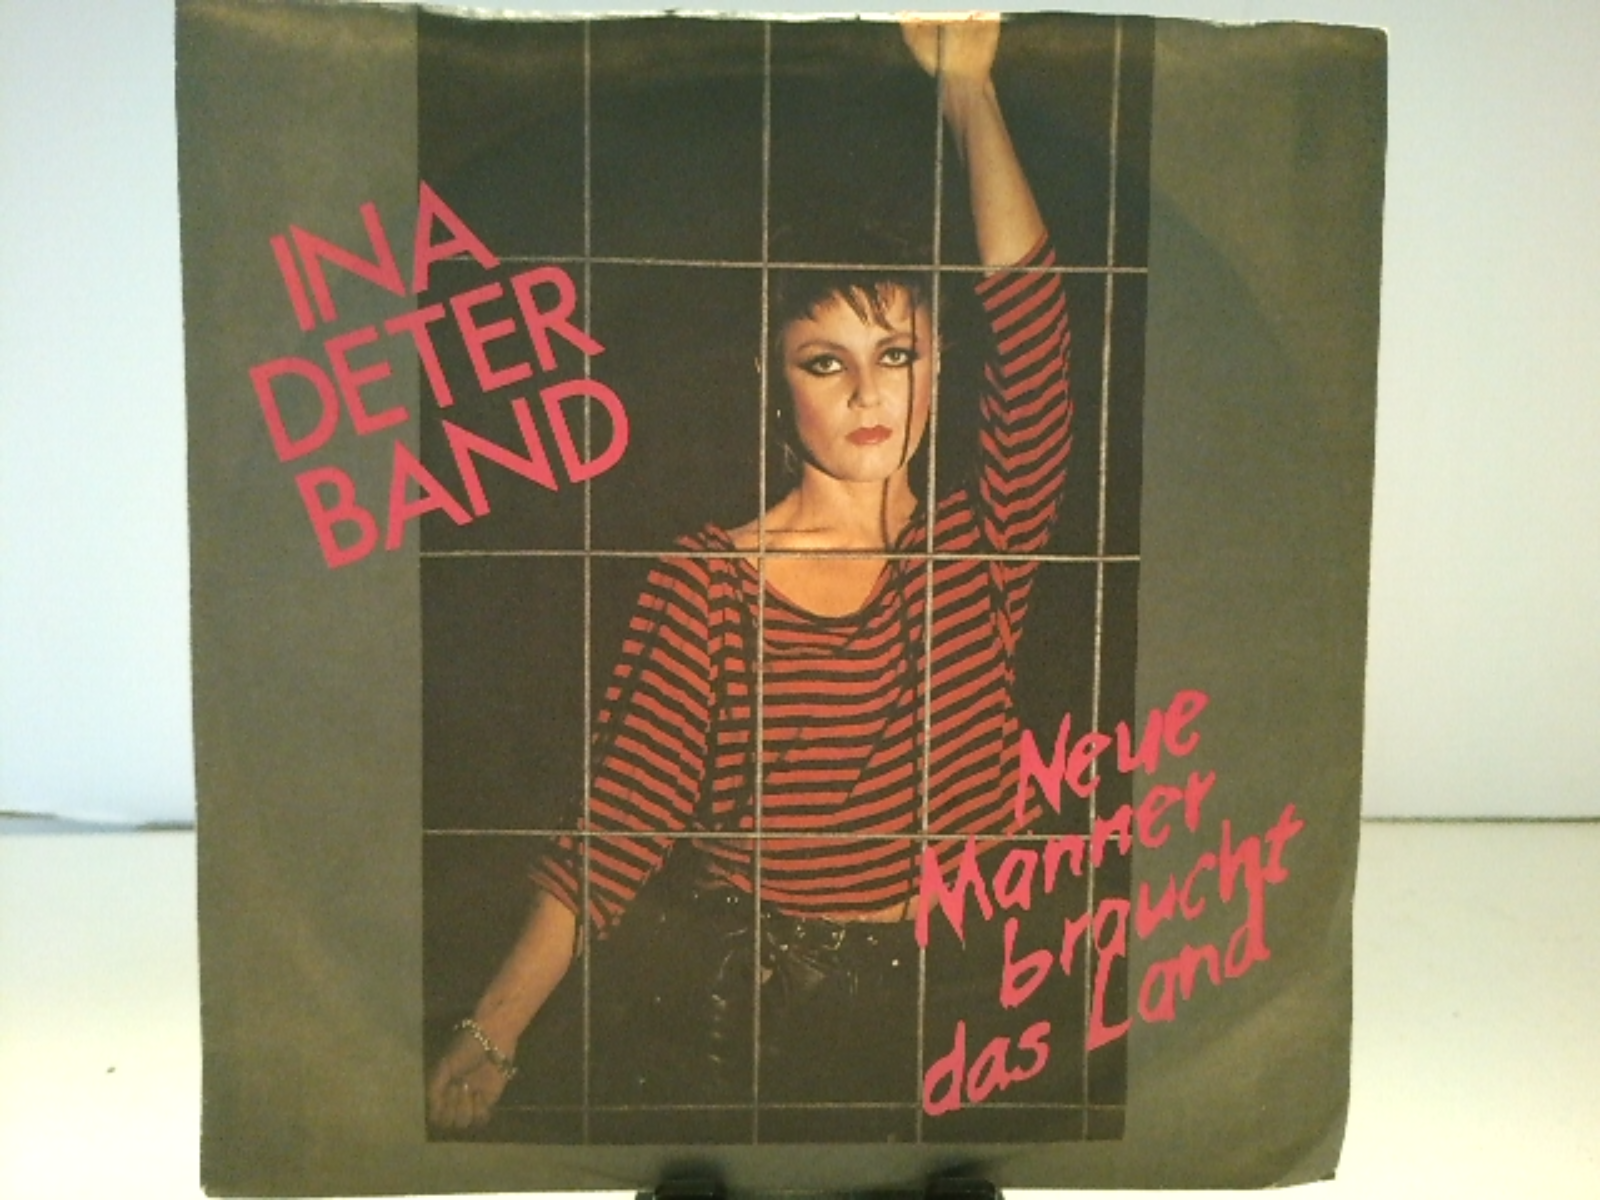 INA
DETER
BAND
Neue
Männer
braucht
das Land